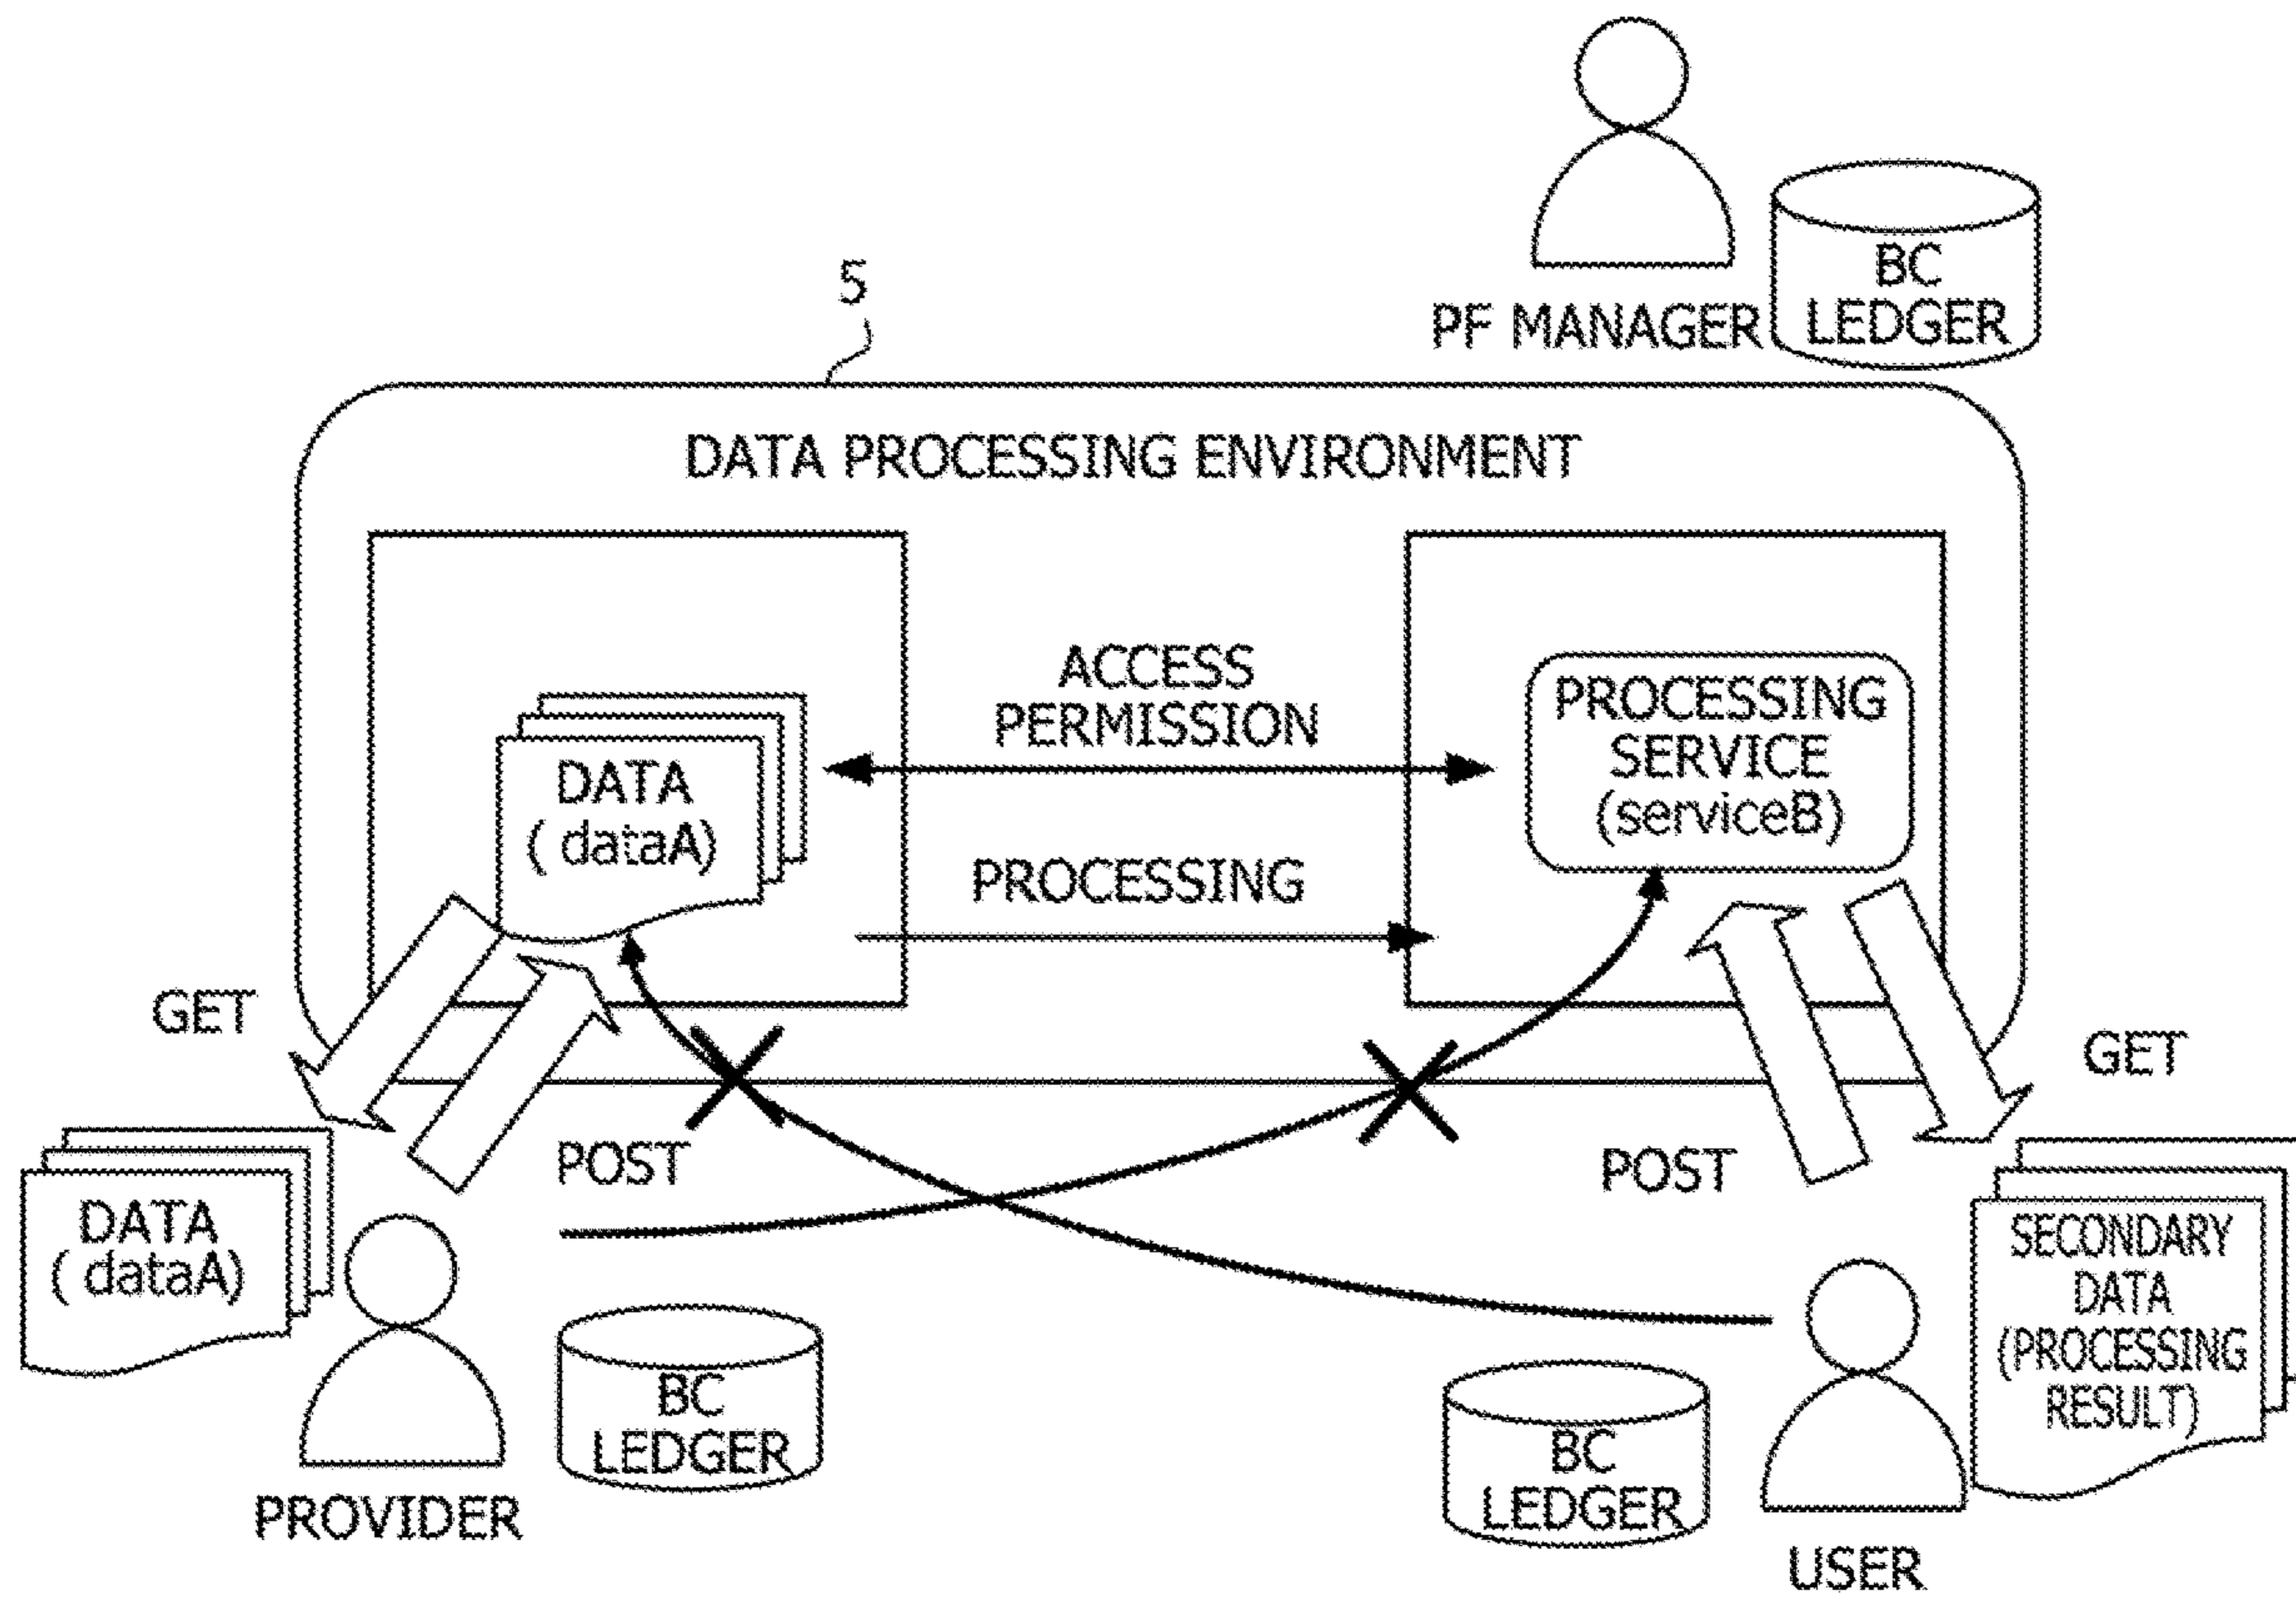 5
PF MANAGER
BC
LEDGER
DATA PROCESSING ENVIRONMENT
ACCESS
PERMISSION
PROCESSING
SERVICE
(serviceB)
DATA
( dataA)
PROCESSING
GET
GET
POST
POST
DATA
( dataA)
SECONDARY
DATA
(PROCESSING
RESULT)
BC
LEDGER
BC
LEDGER
PROVIDER
USER